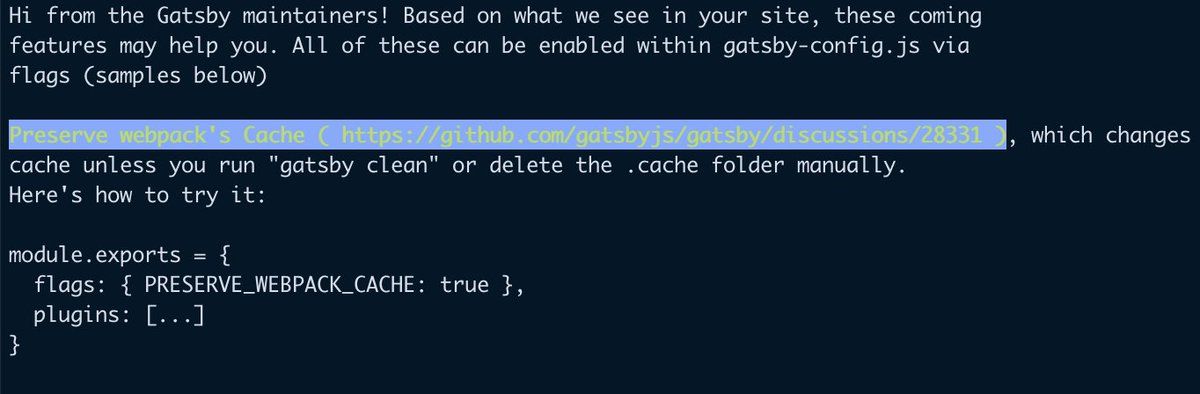 Hi from the Gatsby maintainers! Based on what we see in your site, these coming
features may help you. All of these can be enabled within gatsby-config.js via
flags (samples below)
Preserve webpack's Cache ( https://github.com/gatsbyjs/gatsby/discussions/28331 ), which changes
cache unless you run "gatsby clean" or delete the .cache folder manually.
Here's how to try it:
module.exports = {
  flags: { PRESERVE_WEBPACK_CACHE: true },
  plugins: [...]
}